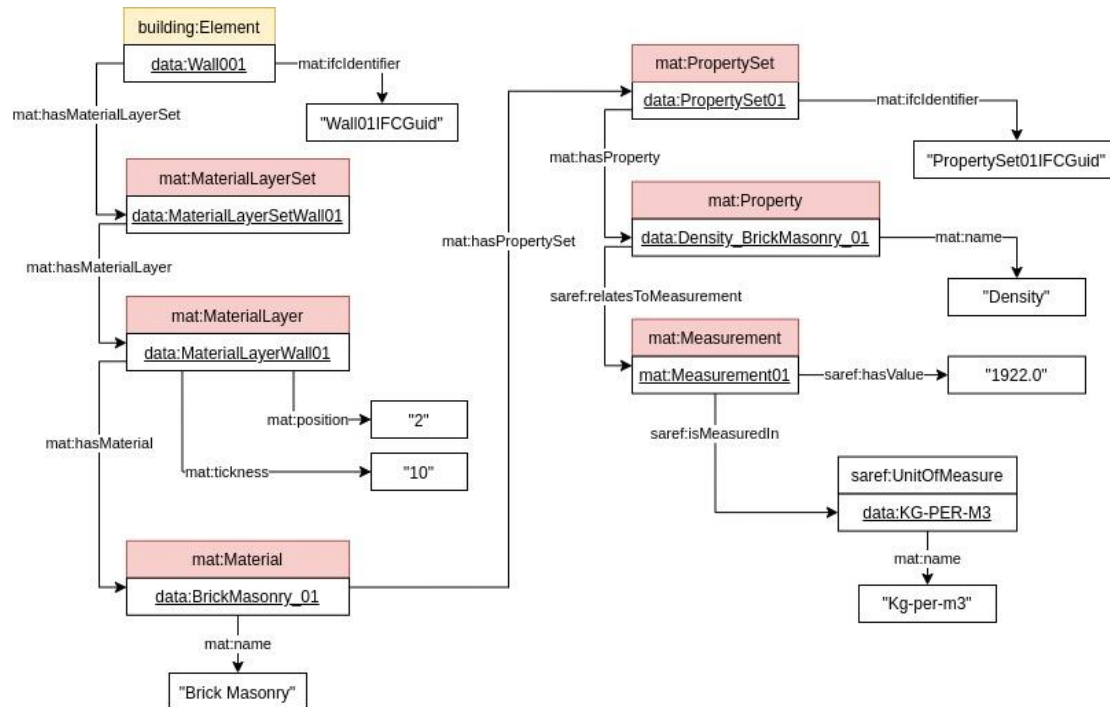 building:Element
data:Wall001
mat:ifcIdentifier
mat:hasMaterialLayerSet
"Wall01IFCGuid"
mat:MaterialLayerSet
data:MaterialLayerSetWall01
mat:hasMaterialLayer
mat:MaterialLayer
data:MaterialLayerWall01
mat:position
"2"
mat:hasMaterial
mat:tickness
"10"
mat:Material
data:BrickMasonry_01
mat:name
"Brick Masonry"
mat:hasPropertySet
mat:PropertySet
data:PropertySet01
mat:ifcIdentifier
"PropertySet01IFCGuid"
mat:hasProperty
mat:Property
data:Density_BrickMasonry_01
mat:name
"Density"
saref:relatesToMeasurement
mat:Measurement
mat:Measurement01
saref:hasValue
"1922.0"
saref:isMeasuredIn
saref:UnitOfMeasure
data:KG-PER-M3
mat:name
"Kg-per-m3"